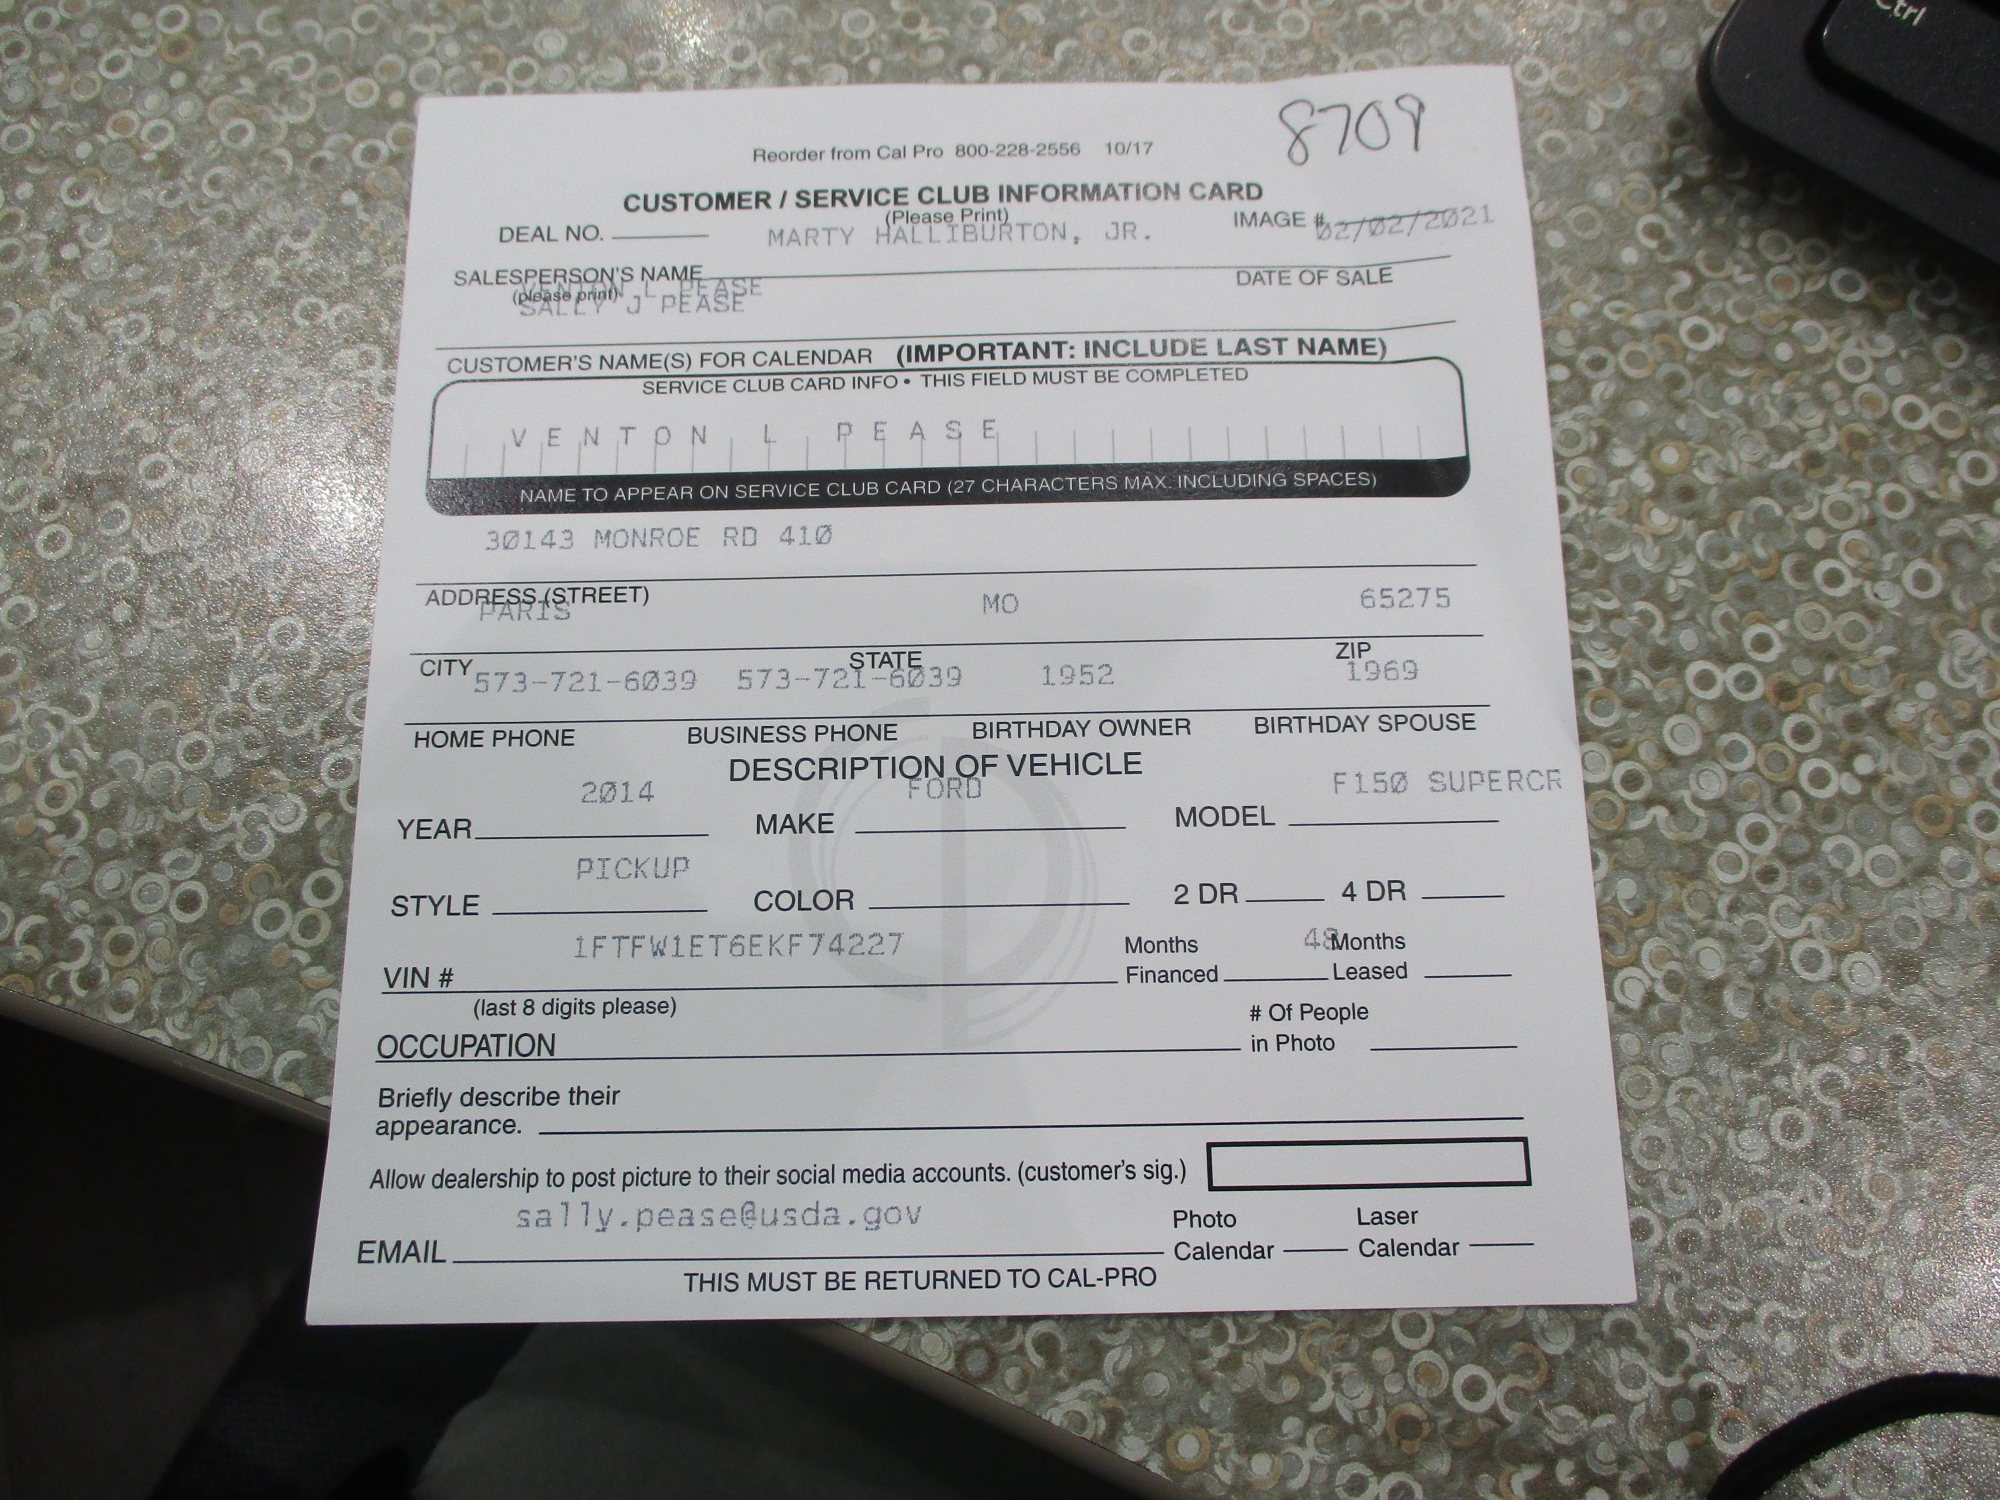 Ctrl
8709
Reorder from Cal Pro 800-228-2556 10/17
CUSTOMER / SERVICE CLUB INFORMATION CARD
(Please Print)
DEAL NO. MARTY HALLIBURTON, JR. IMAGE # 02/02/2021
SALESPERSON'S NAME DATE OF SALE
(please print) VENTON L PEASE
SALLY J PEASE
CUSTOMER'S NAME(S) FOR CALENDAR (IMPORTANT: INCLUDE LAST NAME)
SERVICE CLUB CARD INFO • THIS FIELD MUST BE COMPLETED
VENTON L PEASE
NAME TO APPEAR ON SERVICE CLUB CARD (27 CHARACTERS MAX. INCLUDING SPACES)
30143 MONROE RD 410
ADDRESS (STREET)
PARIS MO 65275
CITY STATE ZIP
573-721-6039 573-721-6039 1952 1969
HOME PHONE BUSINESS PHONE BIRTHDAY OWNER BIRTHDAY SPOUSE
DESCRIPTION OF VEHICLE
2014 FORD F150 SUPERCR
YEAR MAKE MODEL
PICKUP
STYLE COLOR 2 DR 4 DR
1FTFW1ET6EKF74227 Months 48 Months
VIN # Financed Leased
(last 8 digits please) # Of People
OCCUPATION in Photo
Briefly describe their
appearance.
Allow dealership to post picture to their social media accounts. (customer's sig.)
sally.pease@usda.gov Photo Laser
EMAIL Calendar Calendar
THIS MUST BE RETURNED TO CAL-PRO